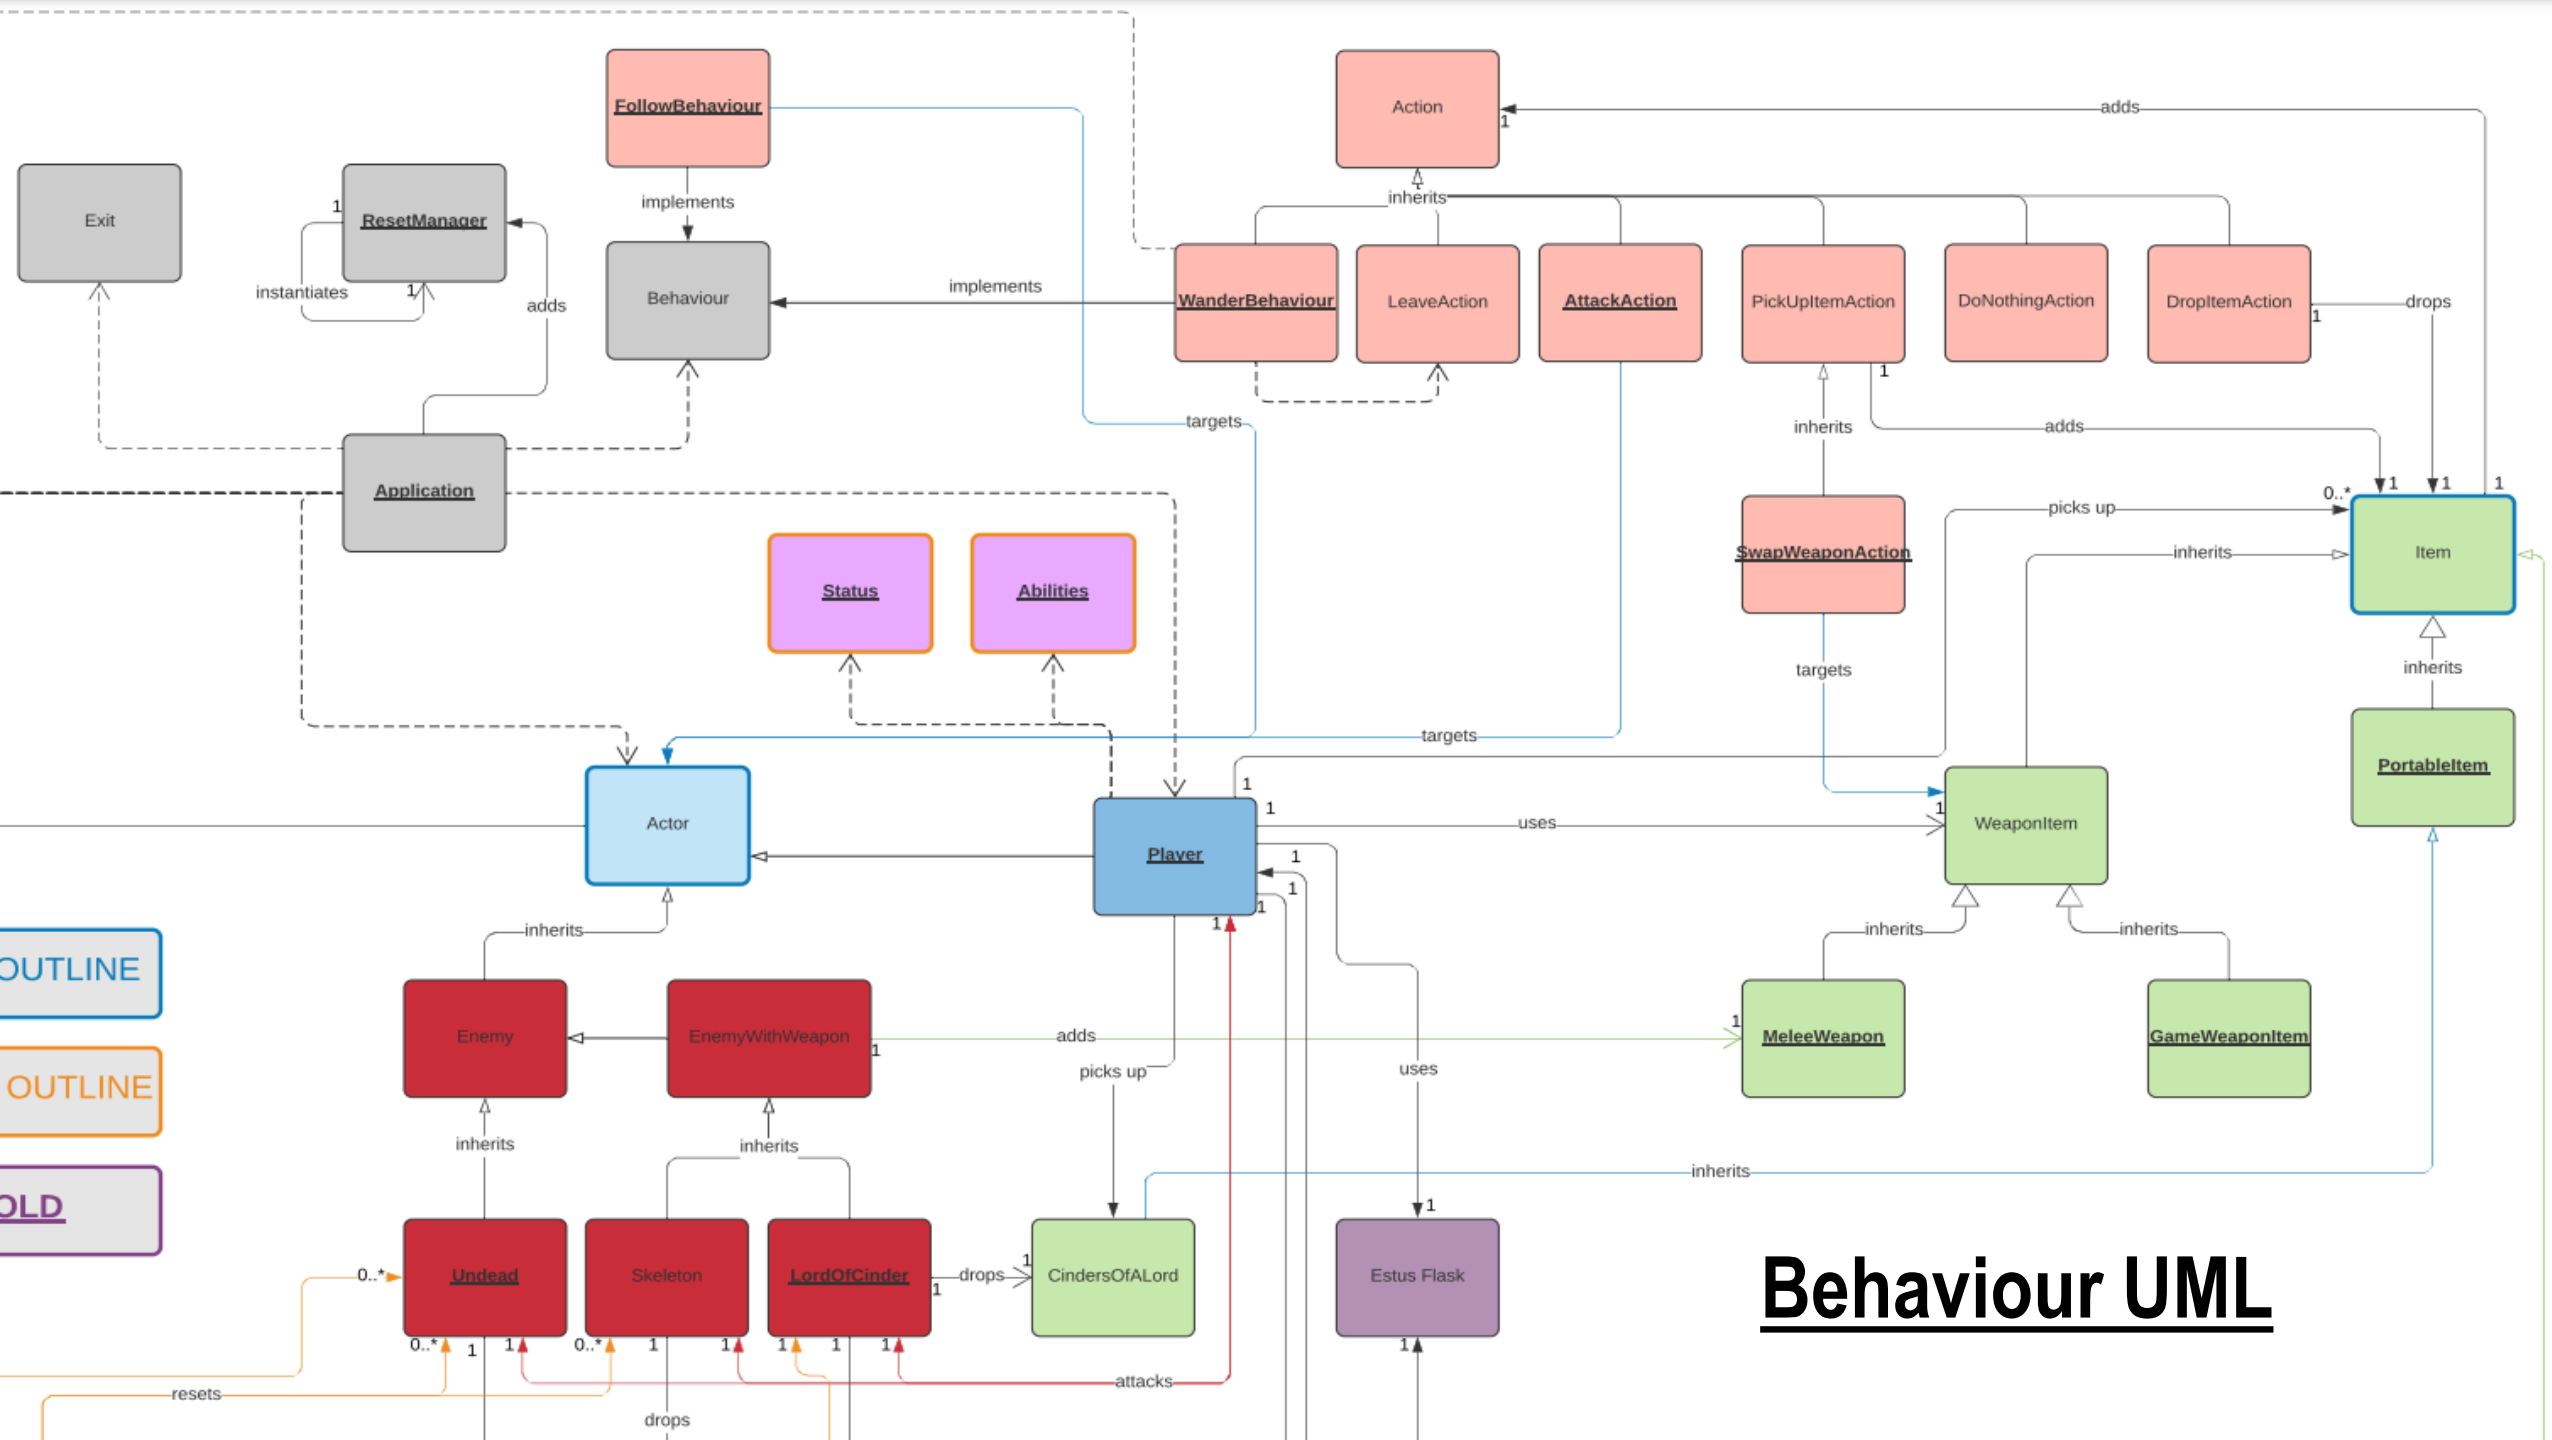 FollowBehaviour
Action
adds
1
implements
inherits
Exit
1
ResetManager
instantiates
1
adds
Behaviour
implements
WanderBehaviour
LeaveAction
AttackAction
PickUpItemAction
DoNothingAction
DropItemAction
drops
1
1
targets
inherits
adds
Application
0..*
1
1
1
picks up
SwapWeaponAction
inherits
Item
Status
Abilities
targets
inherits
targets
PortableItem
1
1
1
Actor
uses
WeaponItem
Player
1
1
1
1
inherits
inherits
inherits
OUTLINE
Enemy
EnemyWithWeapon
1
adds
1
MeleeWeapon
GameWeaponItem
picks up
uses
OUTLINE
inherits
inherits
inherits
OLD
1
0..*
Undead
Skeleton
LordOfCinder
1
drops
1
CindersOfALord
Estus Flask
Behaviour UML
0..*
1
1
0..*
1
1
1
1
1
1
resets
attacks
drops